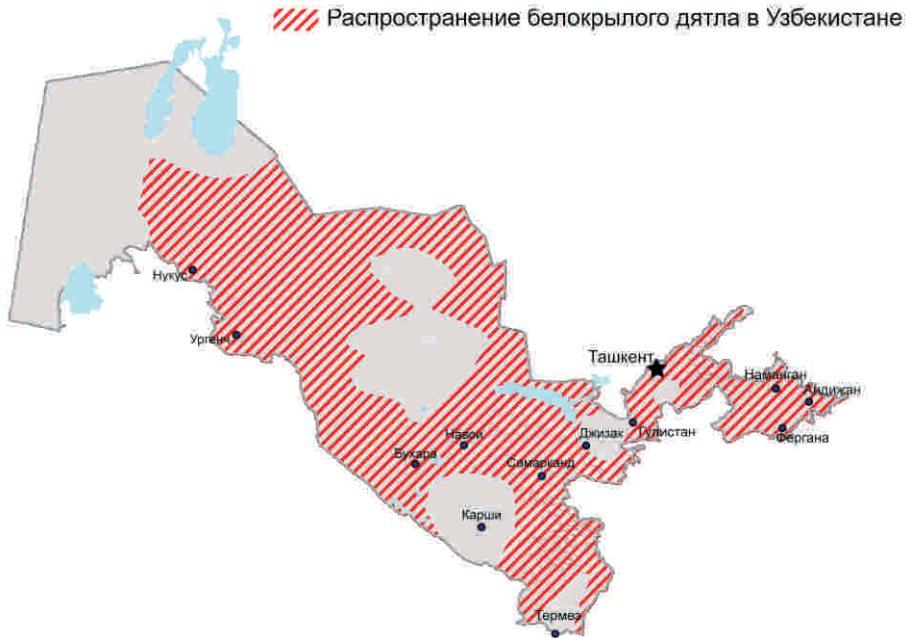 Распространение белокрылого дятла в Узбекистане
Нукус
Ургенч
Ташкент
Наманган
Андижан
Гулистан
Фергана
Джизак
Навои
Бухара
Самарканд
Карши
Термез